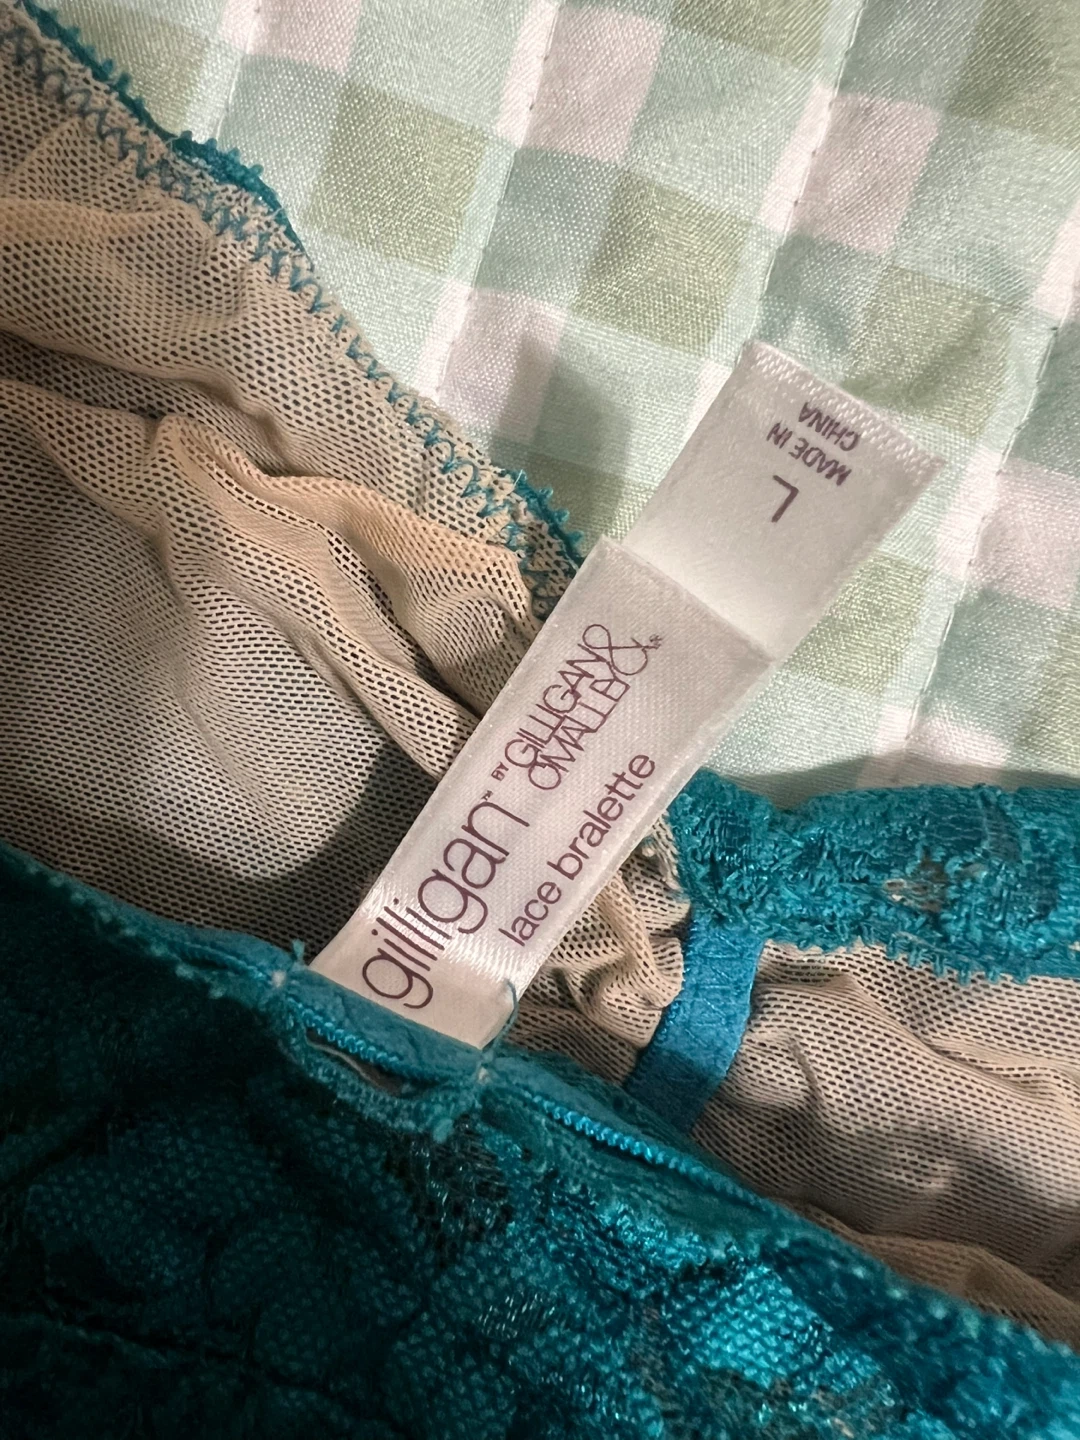 gilligan™ BY GILLIGAN &
O'MALLEY®
lace bralette
L
MADE IN
CHINA